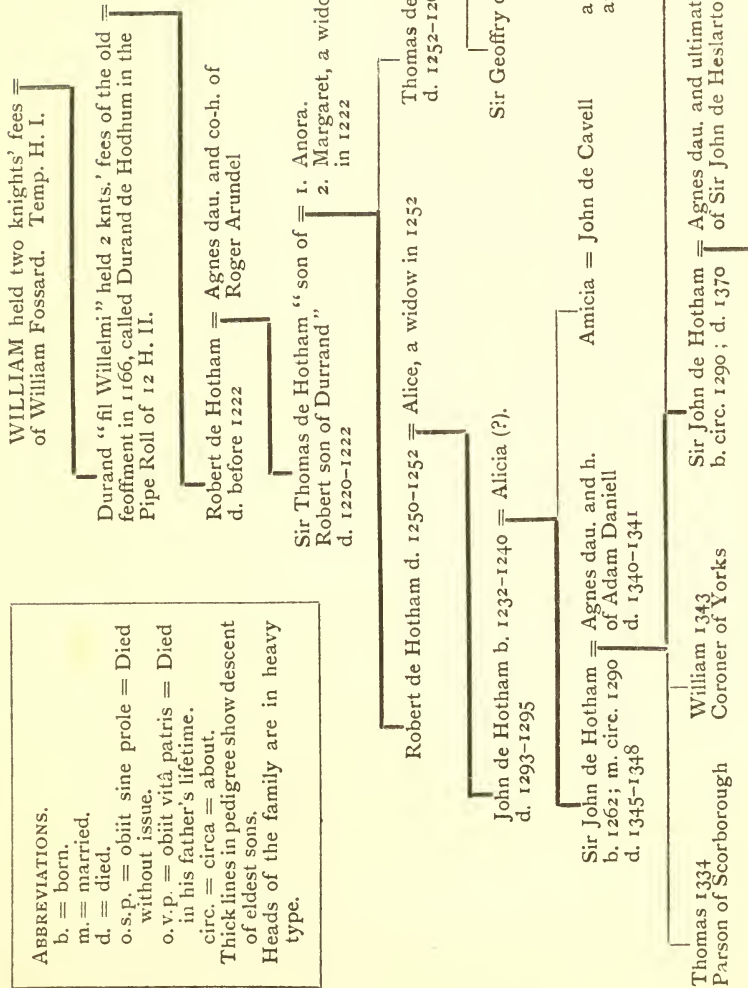 ABBREVIATIONS.
b. = born.
m. = married.
d. = died.
o.s.p. = obiit sine prole = Died
without issue.
o.v.p. = obiit vitâ patris = Died
in his father's lifetime.
circ. = circa = about.
Thick lines in pedigree show descent
of eldest sons.
Heads of the family are in heavy
type.
WILLIAM held two knights' fees =
of William Fossard. Temp. H. I.
Durand “fil Willelmi” held 2 knts.' fees of the old =
feoffment in 1166, called Durand de Hodhum in the
Pipe Roll of 12 H. II.
Robert de Hotham = Agnes dau. and co-h. of
d. before 1222 Roger Arundel
Sir Thomas de Hotham “son of = 1. Anora.
Robert son of Durrand” 2. Margaret, a
d. 1220-1222 in 1222
Robert de Hotham d. 1250-1252 = Alice, a widow in 1252
Thomas de
d.
John de Hotham b. 1232-1240 = Alicia (?).
d. 1293-1295
Sir Geoffry
Sir John de Hotham = Agnes dau. and h.
b. 1262; m. circ. 1290 of Adam Daniell
d. 1345-1348 d. 1340-1341
Amicia = John de Cavell
Thomas 1334
Parson of Scorborough
William 1343
Coroner of Yorks
Sir John de Hotham = Agnes dau. and
b. circ. 1290; d. 1370 of Sir John de